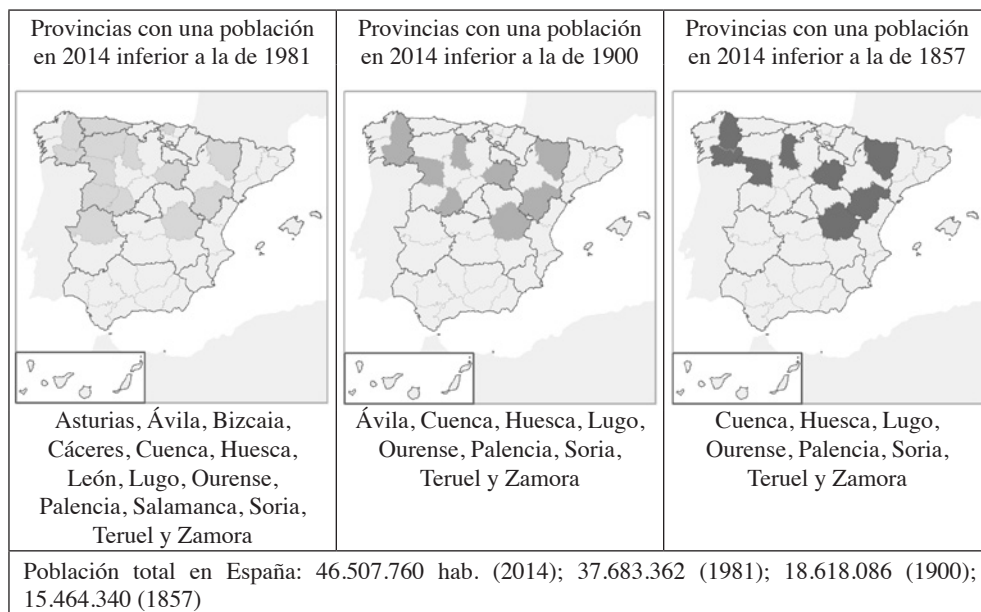 Provincias con una población
en 2014 inferior a la de 1981
Provincias con una población
en 2014 inferior a la de 1900
Provincias con una población
en 2014 inferior a la de 1857
Asturias, Ávila, Bizcaia,
Cáceres, Cuenca, Huesca,
León, Lugo, Ourense,
Palencia, Salamanca, Soria,
Teruel y Zamora
Ávila, Cuenca, Huesca, Lugo,
Ourense, Palencia, Soria,
Teruel y Zamora
Cuenca, Huesca, Lugo,
Ourense, Palencia, Soria,
Teruel y Zamora
Población total en España: 46.507.760 hab. (2014); 37.683.362 (1981); 18.618.086 (1900);
15.464.340 (1857)